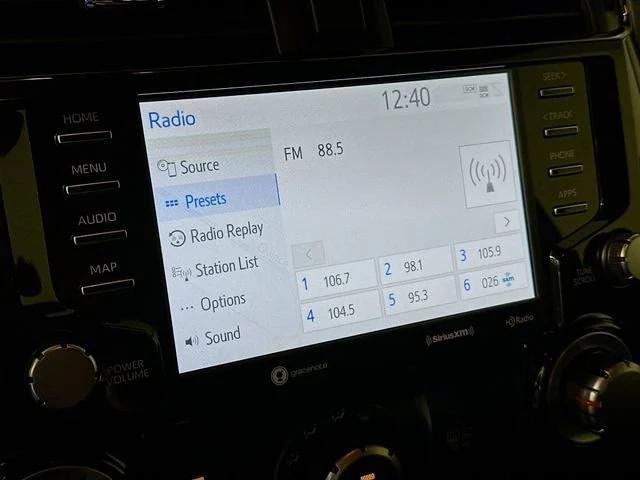 HOME
MENU
AUDIO
MAP
POWER
VOLUME
Radio
12:40
Source
Presets
Radio Replay
Station List
... Options
Sound
FM 88.5
1 106.7
2 98.1
3 105.9
4 104.5
5 95.3
6 026 SXM
gracenote
SiriusXM
HD Radio
SEEK>
<TRACK
PHONE
APPS
TUNE
SCROLL